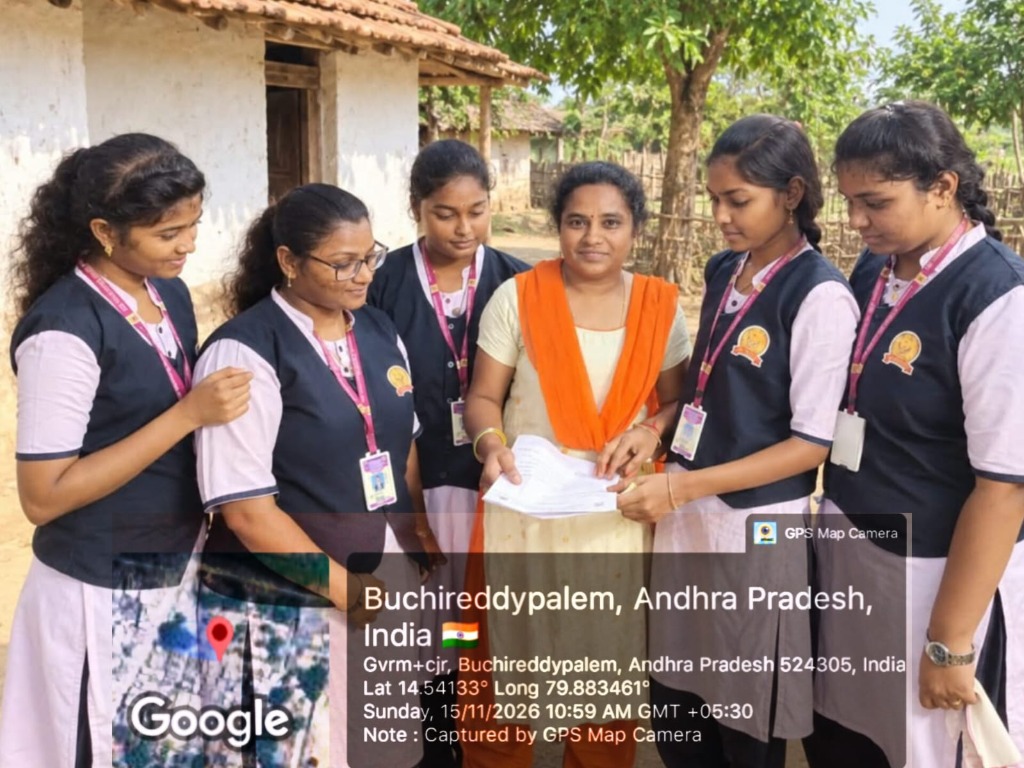 GPS Map Camera
Buchireddypalem, Andhra Pradesh,
India
Gvrm+cjr, Buchireddypalem, Andhra Pradesh 524305, India
Lat 14.54133° Long 79.883461°
Sunday, 15/11/2026 10:59 AM GMT +05:30
Note : Captured by GPS Map Camera
Google